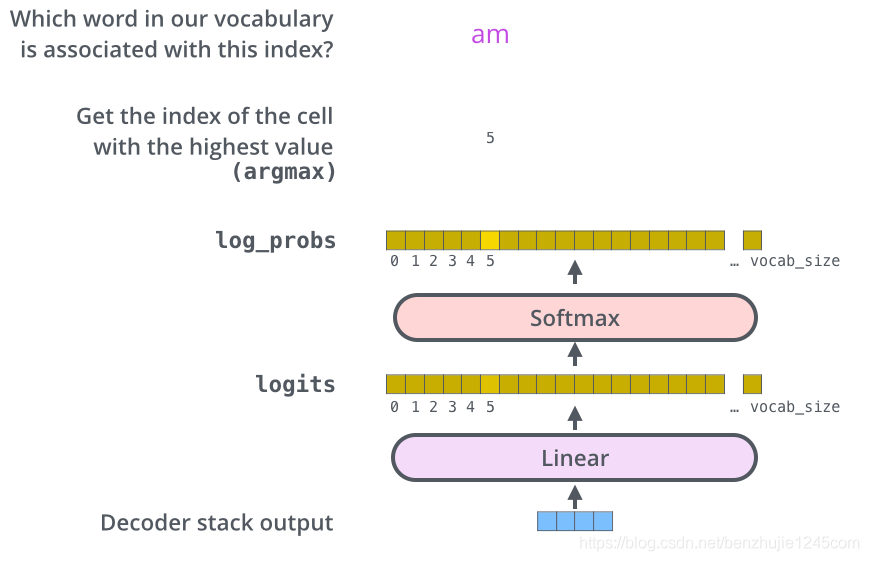 Which word in our vocabulary
is associated with this index?
am
Get the index of the cell
with the highest value
(argmax)
5
log_probs
0 1 2 3 4 5 … vocab_size
Softmax
logits
0 1 2 3 4 5 … vocab_size
Linear
Decoder stack output
https://blog.csdn.net/benzhujie1245com